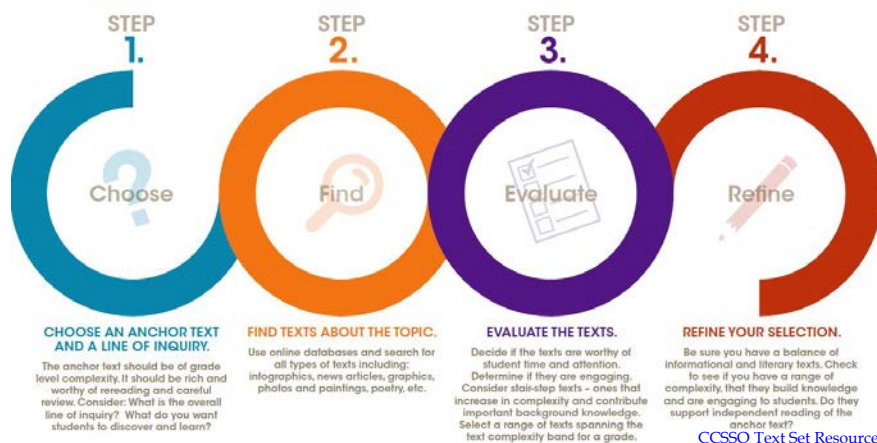 STEP
1.
Choose
CHOOSE AN ANCHOR TEXT
AND A LINE OF INQUIRY.
The anchor text should be of grade
level complexity. It should be rich and
worthy of rereading and careful
review. Consider: What is the overall
line of inquiry? What do you want
students to discover and learn?
STEP
2.
Find
FIND TEXTS ABOUT THE TOPIC.
Use online databases and search for
all types of texts including:
infographics, news articles, graphics,
photos and paintings, poetry, etc.
STEP
3.
Evaluate
EVALUATE THE TEXTS.
Decide if the texts are worthy of
student time and attention.
Determine if they are engaging.
Consider stair-step texts – ones that
increase in complexity and contribute
important background knowledge.
Select a range of texts spanning the
text complexity band for a grade.
STEP
4.
Refine
REFINE YOUR SELECTION.
Be sure you have a balance of
informational and literary texts. Check
to see if you have a range of
complexity, that they build knowledge
and are engaging to students. Do they
support independent reading of the
anchor text?
CCSSO Text Set Resource